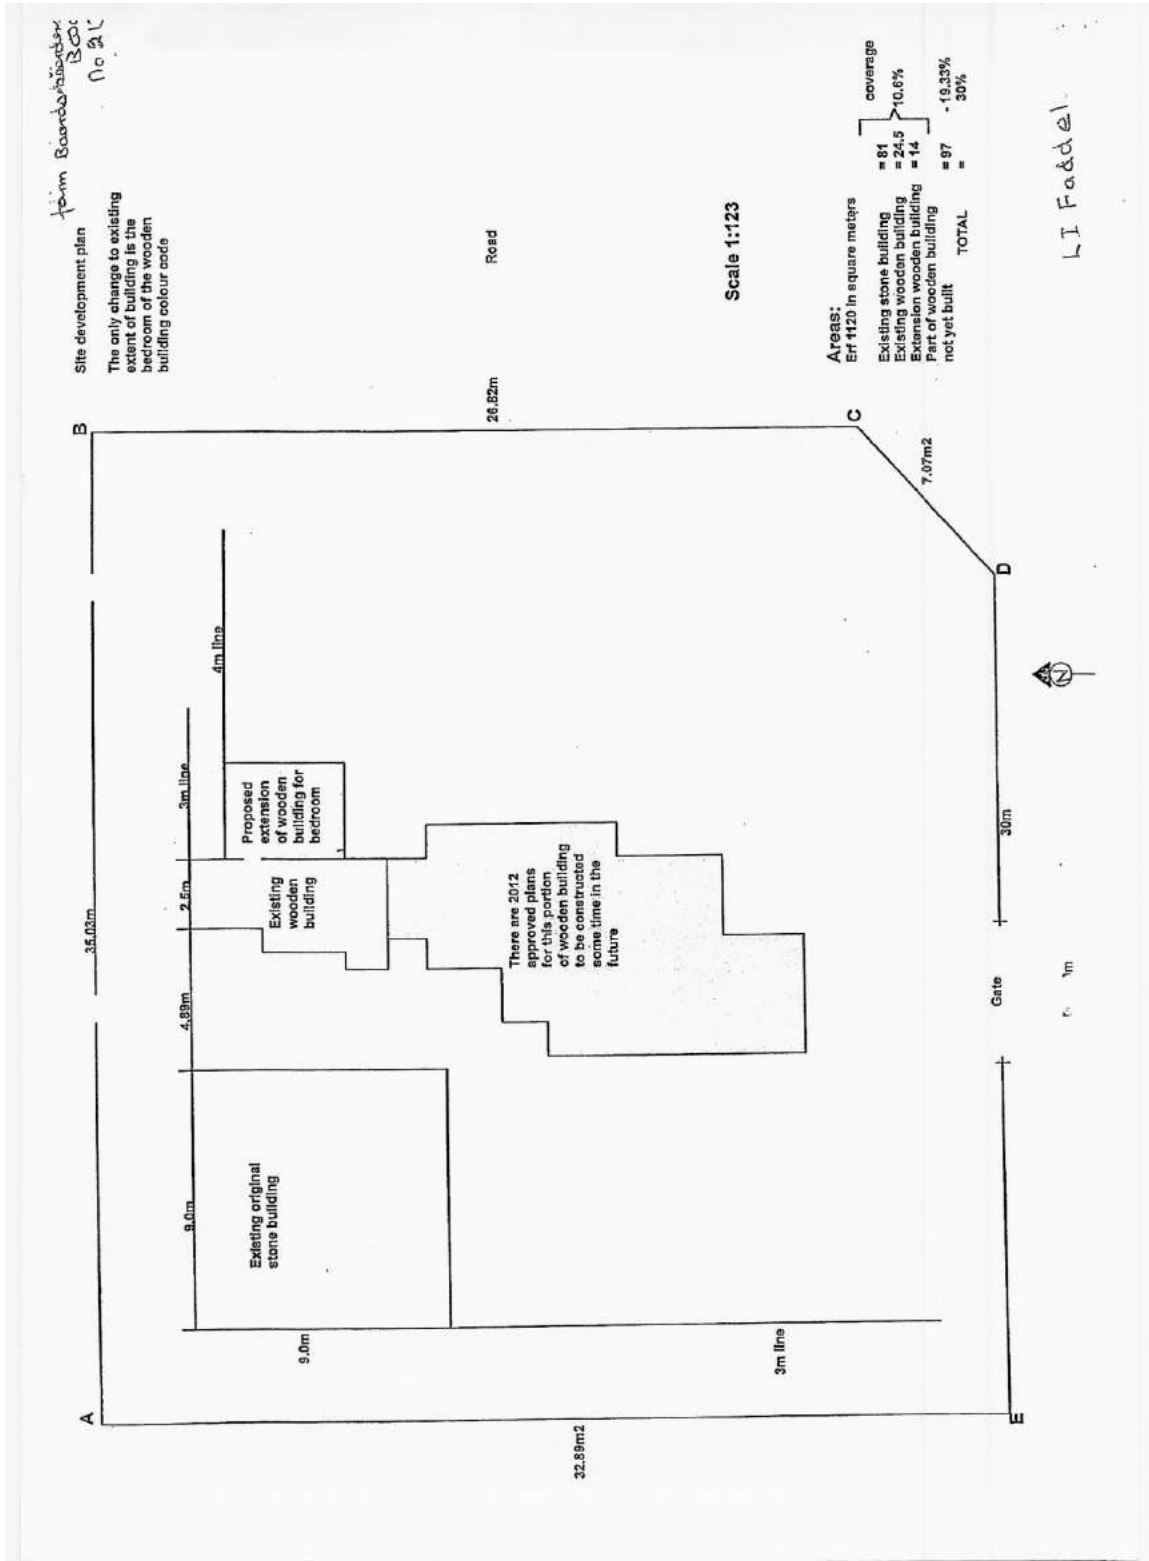 Site development plan
The only change to existing
extent of building is the
bedroom of the wooden
building colour code
B
A
C
D
E
35.03m
26.82m
Road
7.07m2
30m
Gate
32.89m2
9.0m
4.89m
2.5m
3m line
4m line
9.0m
3m line
Existing original
stone building
Existing
wooden
building
Proposed
extension
of wooden
building for
bedroom
There are 2012
approved plans
for this portion
of wooden building
to be constructed
some time in the
future
N
Scale 1:123
Areas:
Erf 1120 in square meters
coverage
Existing stone building = 81
Existing wooden building = 24.5 10.6%
Extension wooden building = 14
Part of wooden building
not yet built = 97 - 19.33%
TOTAL = 30%
LI Faddel